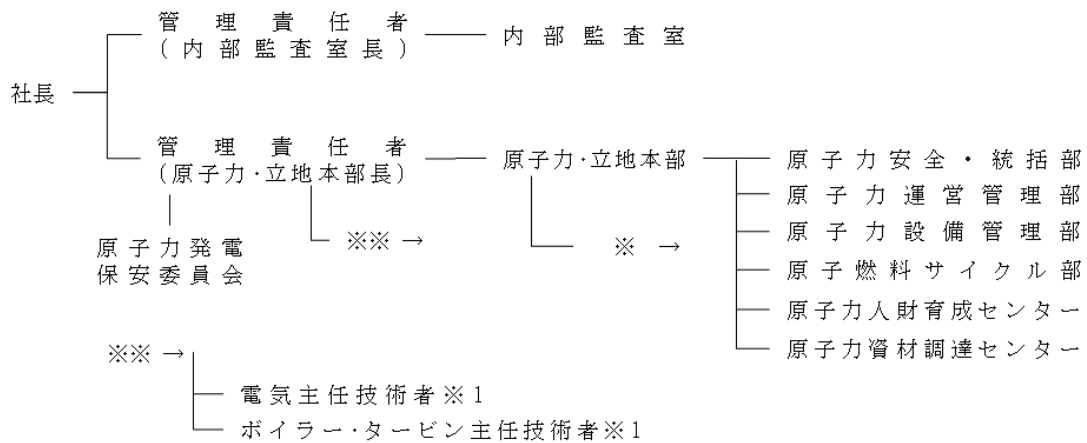 管理責任者
(内部監査室長)
内部監査室
社長
管理責任者
(原子力・立地本部長)
原子力・立地本部
原子力安全・統括部
原子力運営管理部
原子力設備管理部
原子燃料サイクル部
原子力人財育成センター
原子力資材調達センター
原子力発電
保安委員会
※※ →
※ →
※※ →
電気主任技術者※1
ボイラー・タービン主任技術者※1